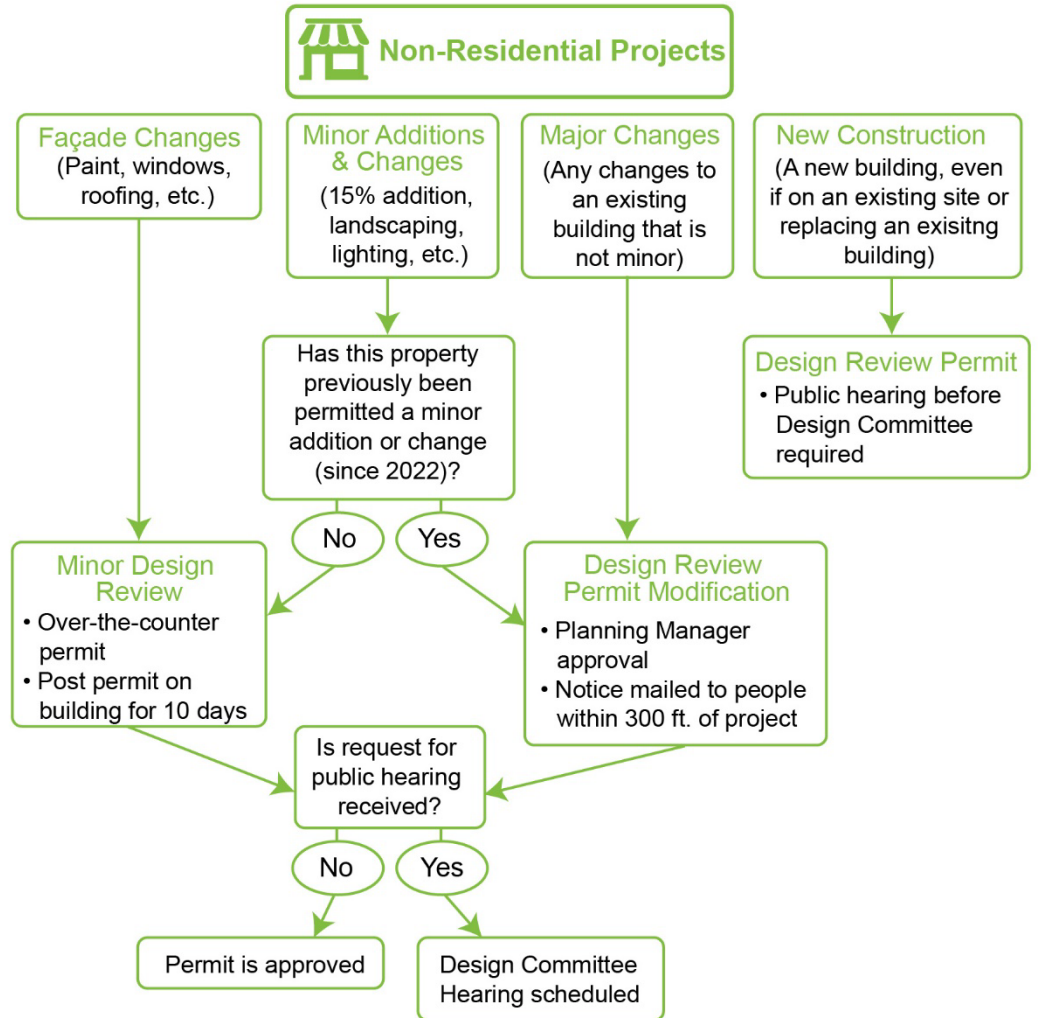 Non-Residential Projects
Façade Changes
(Paint, windows,
roofing, etc.)
Minor Additions
& Changes
(15% addition,
landscaping,
lighting, etc.)
Major Changes
(Any changes to
an existing
building that is
not minor)
New Construction
(A new building, even
if on an existing site or
replacing an exisitng
building)
Has this property
previously been
permitted a minor
addition or change
(since 2022)?
No
Yes
Design Review Permit
• Public hearing before
Design Committee
required
Minor Design
Review
• Over-the-counter
permit
• Post permit on
building for 10 days
Design Review
Permit Modification
• Planning Manager
approval
• Notice mailed to people
within 300 ft. of project
Is request for
public hearing
received?
No
Yes
Permit is approved
Design Committee
Hearing scheduled